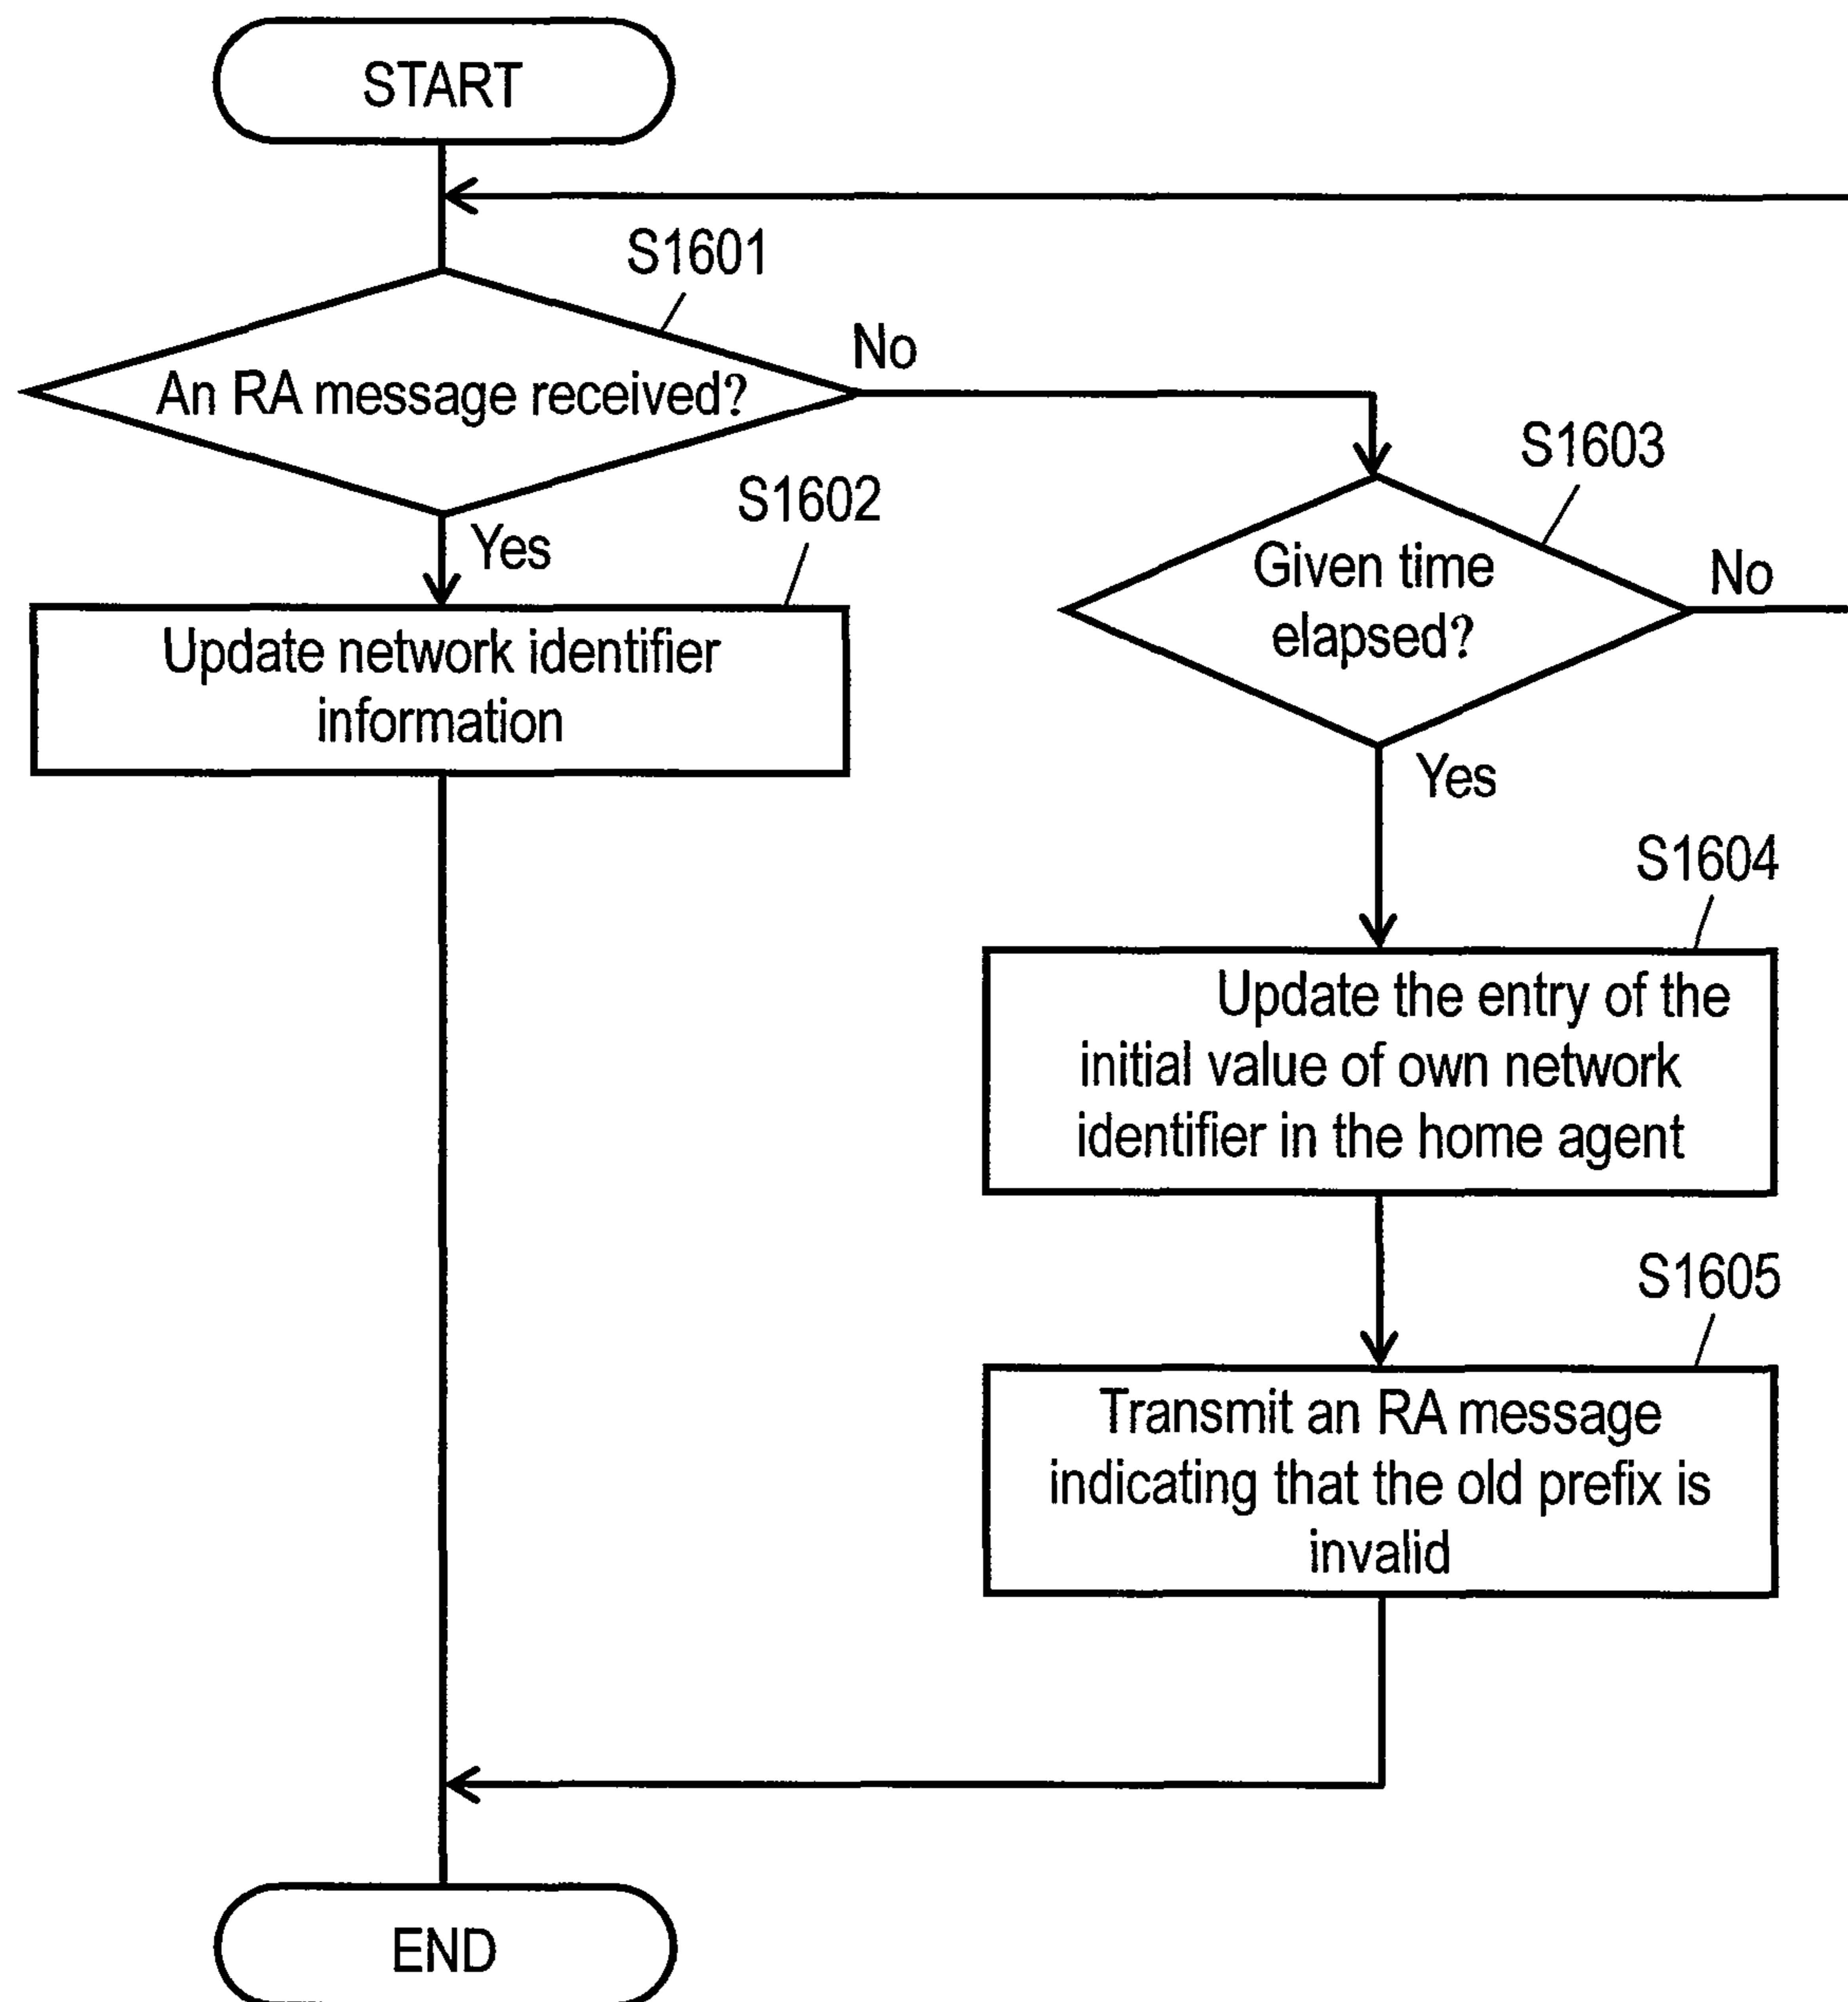 START
S1601
An RA message received?
No
S1602
Yes
Update network identifier
information
S1603
Given time
elapsed?
No
Yes
S1604
Update the entry of the
initial value of own network
identifier in the home agent
S1605
Transmit an RA message
indicating that the old prefix is
invalid
END